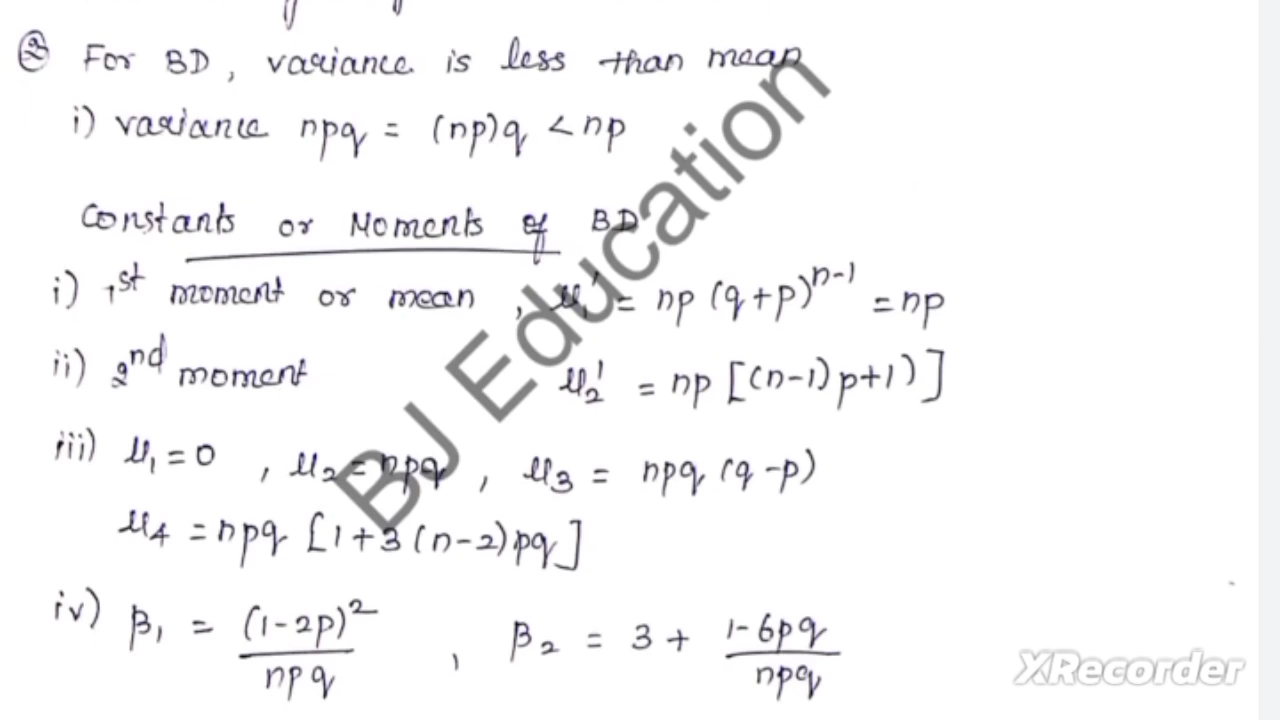 ② For BD, variance is less than mean
i) variance npq = (np)q < np
Constants or Moments of BD
i) 1st moment or mean, μ₁' = np (q+p)ⁿ⁻¹ = np
ii) 2nd moment μ₂' = np [(n-1)p+1)]
iii) μ₁ = 0, μ₂ = npq, μ₃ = npq (q-p)
μ₄ = npq [1+3(n-2)pq]
iv) β₁ = (1-2p)²/npq, β₂ = 3 + 1-6pq/npq
BJ Education
XRecorder